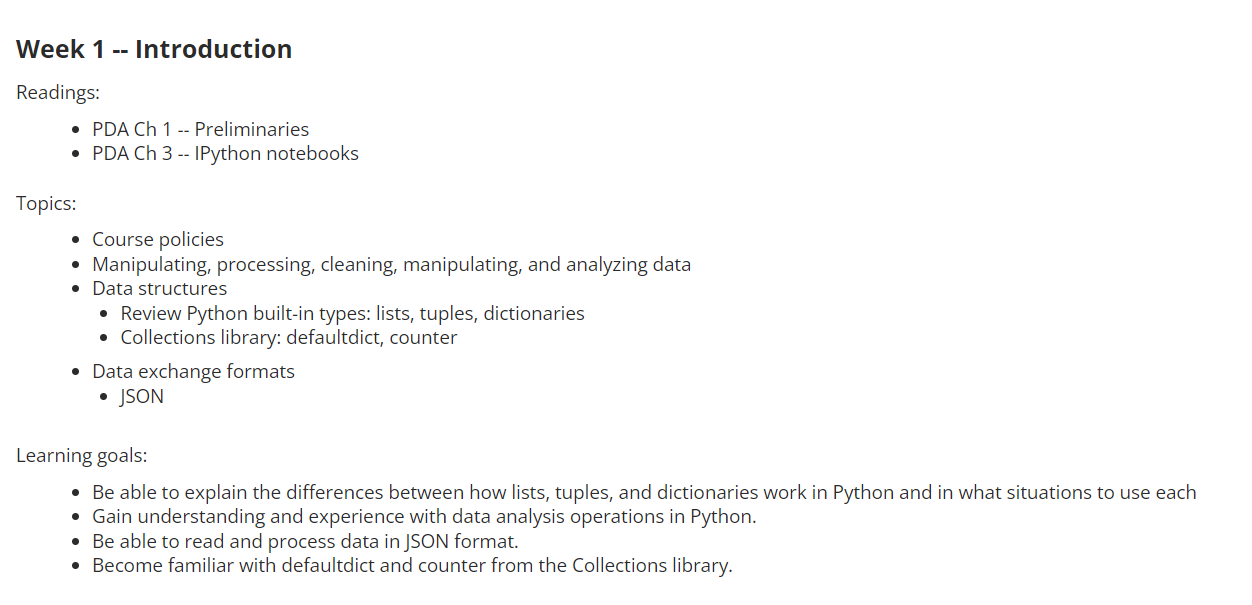 Week 1 -- Introduction
Readings:
PDA Ch 1 -- Preliminaries
PDA Ch 3 -- IPython notebooks
Topics:
Course policies
Manipulating, processing, cleaning, manipulating, and analyzing data
Data structures
Review Python built-in types: lists, tuples, dictionaries
Collections library: defaultdict, counter
Data exchange formats
JSON
Learning goals:
Be able to explain the differences between how lists, tuples, and dictionaries work in Python and in what situations to use each
Gain understanding and experience with data analysis operations in Python.
Be able to read and process data in JSON format.
Become familiar with defaultdict and counter from the Collections library.